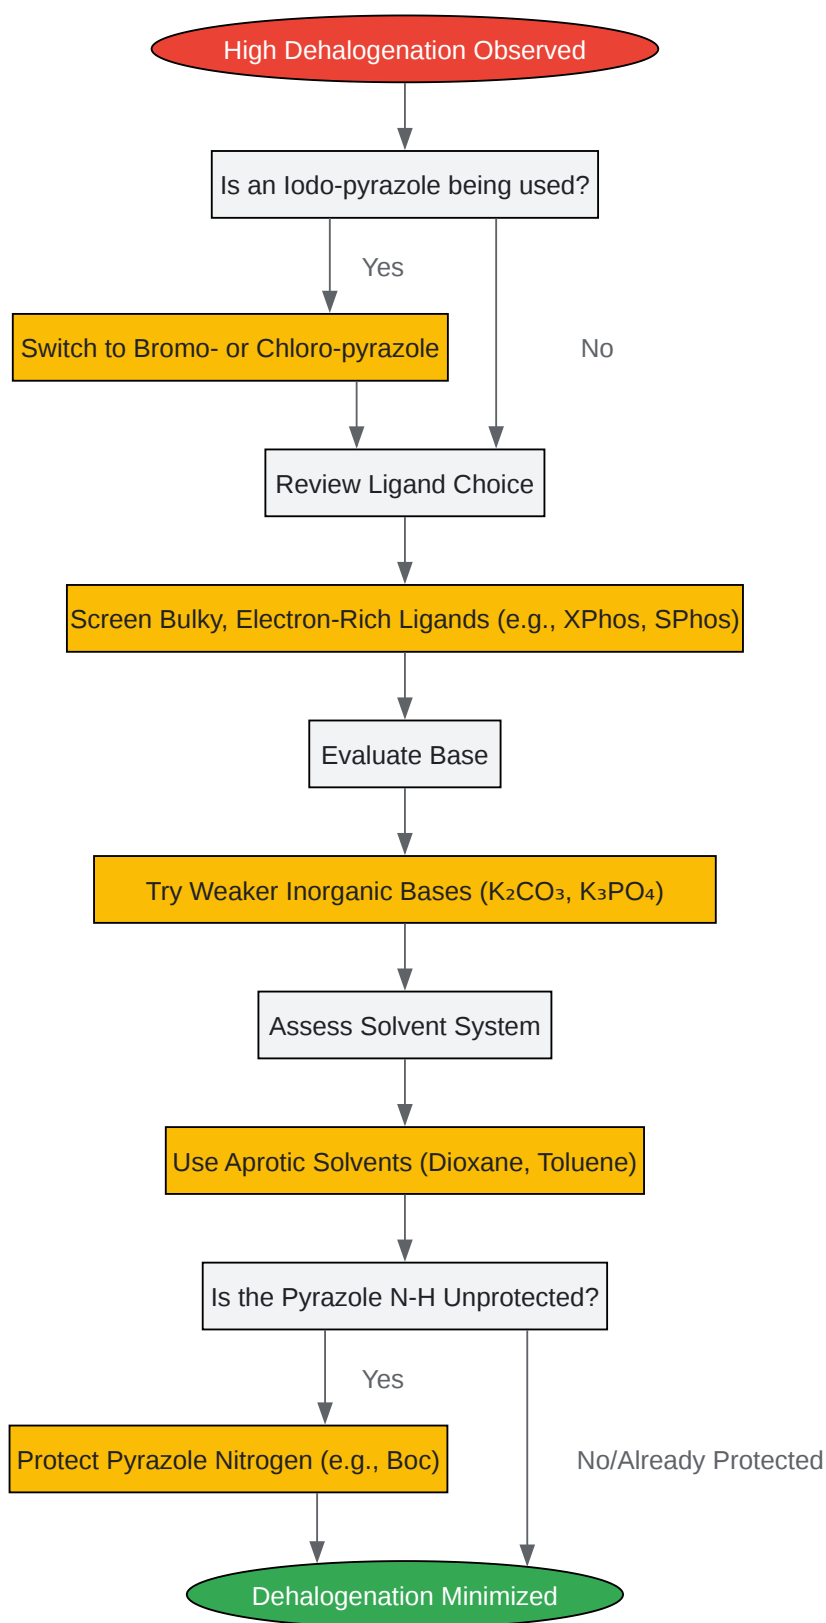 High Dehalogenation Observed
Is an Iodo-pyrazole being used?
Yes
Switch to Bromo- or Chloro-pyrazole
No
Review Ligand Choice
Screen Bulky, Electron-Rich Ligands (e.g., XPhos, SPhos)
Evaluate Base
Try Weaker Inorganic Bases (K₂CO₃, K₃PO₄)
Assess Solvent System
Use Aprotic Solvents (Dioxane, Toluene)
Is the Pyrazole N-H Unprotected?
Yes
Protect Pyrazole Nitrogen (e.g., Boc)
No/Already Protected
Dehalogenation Minimized